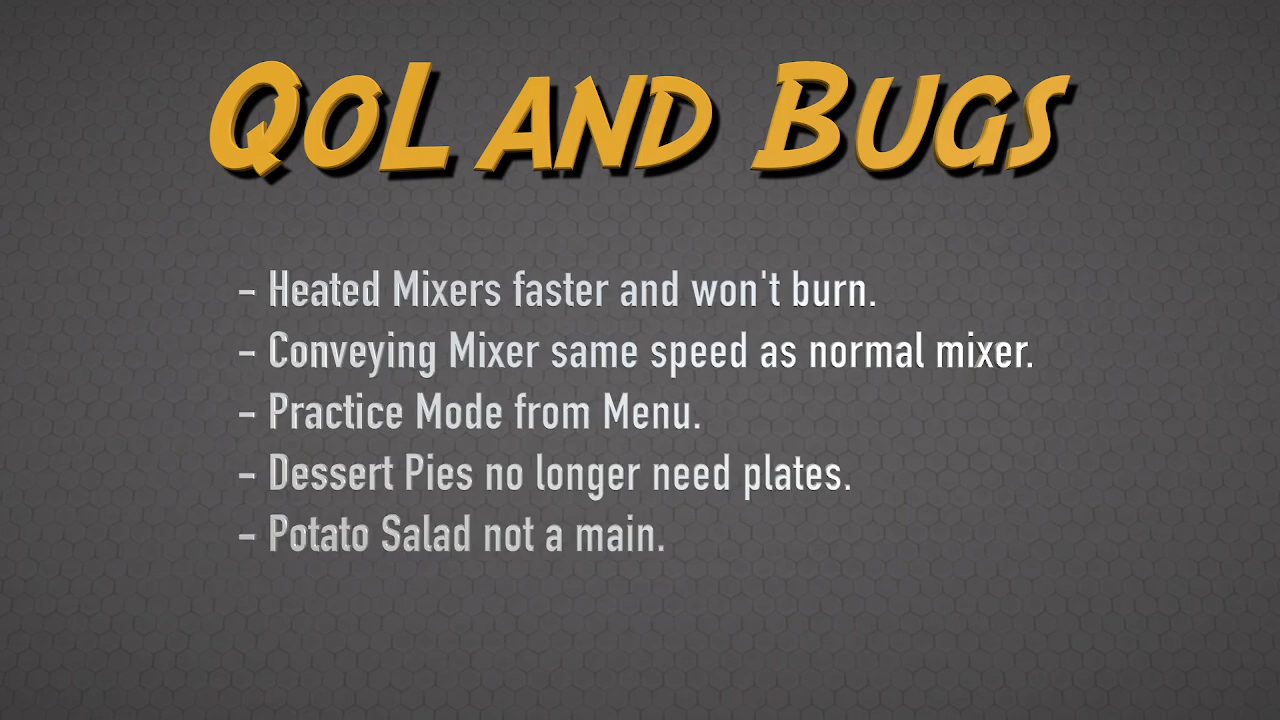 QoL and Bugs
- Heated Mixers faster and won't burn.
- Conveying Mixer same speed as normal mixer.
- Practice Mode from Menu.
- Dessert Pies no longer need plates.
- Potato Salad not a main.